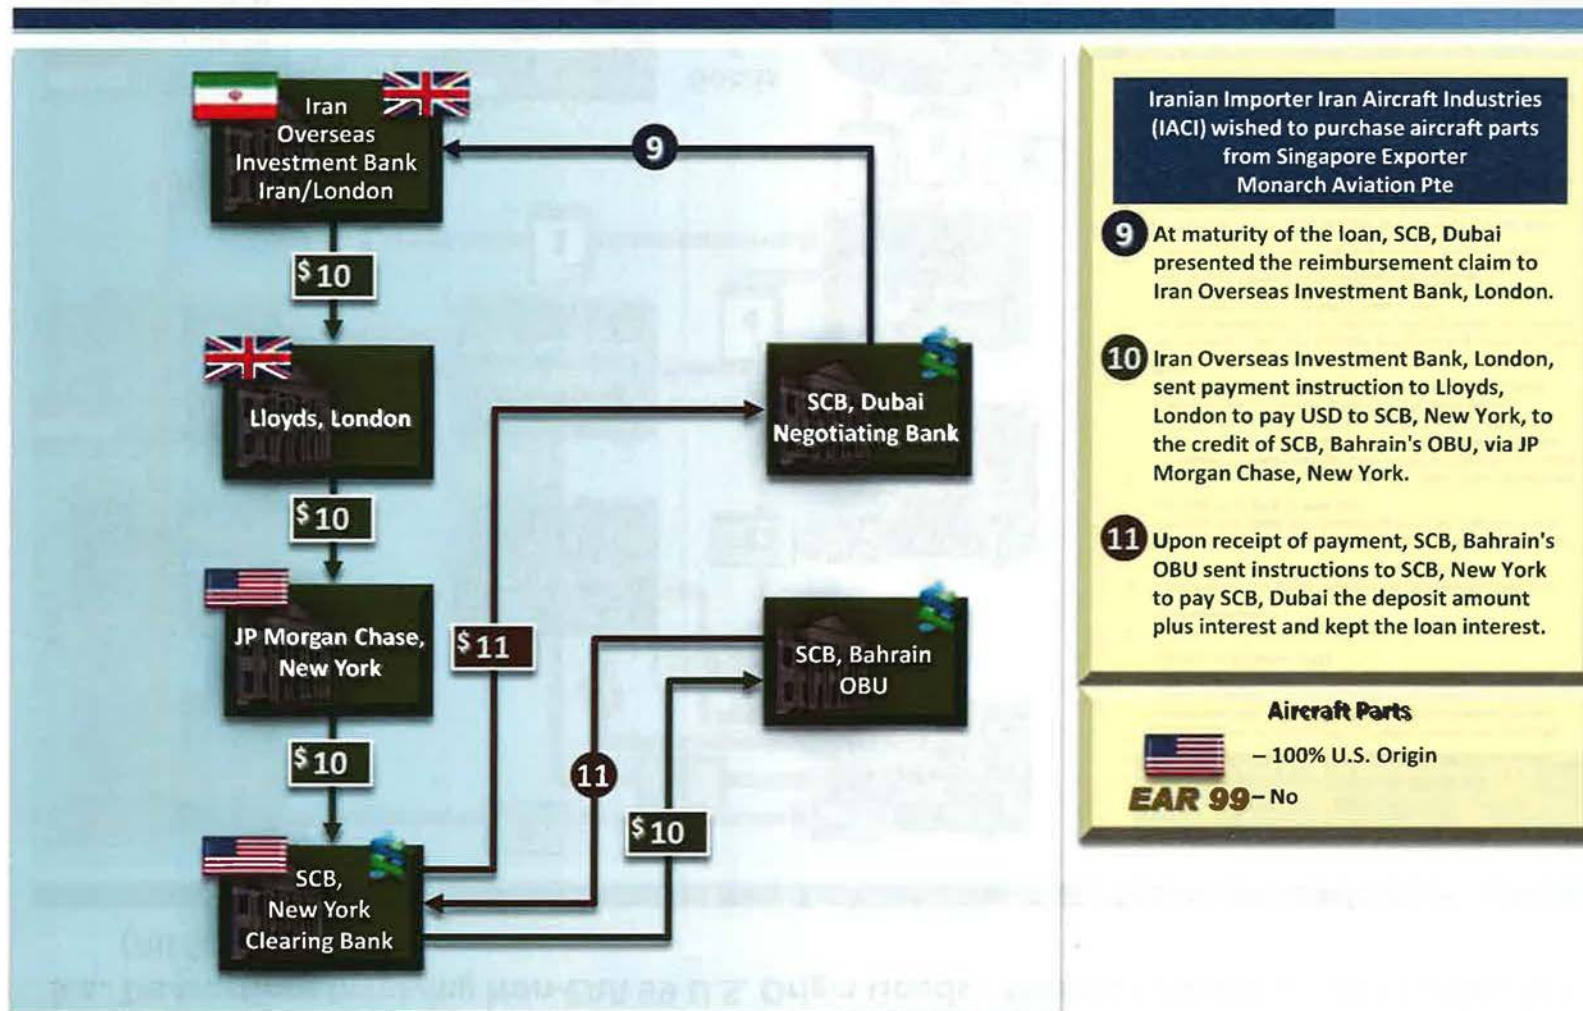 Iran
Overseas
Investment Bank
Iran/London
9
$10
Lloyds, London
$10
JP Morgan Chase,
New York
$10
SCB,
New York
Clearing Bank
SCB, Dubai
Negotiating Bank
$11
SCB, Bahrain
OBU
11
$10
Iranian Importer Iran Aircraft Industries
(IACI) wished to purchase aircraft parts
from Singapore Exporter
Monarch Aviation Pte
9 At maturity of the loan, SCB, Dubai
presented the reimbursement claim to
Iran Overseas Investment Bank, London.
10 Iran Overseas Investment Bank, London,
sent payment instruction to Lloyds,
London to pay USD to SCB, New York, to
the credit of SCB, Bahrain's OBU, via JP
Morgan Chase, New York.
11 Upon receipt of payment, SCB, Bahrain's
OBU sent instructions to SCB, New York
to pay SCB, Dubai the deposit amount
plus interest and kept the loan interest.
Aircraft Parts
– 100% U.S. Origin
EAR 99 – No